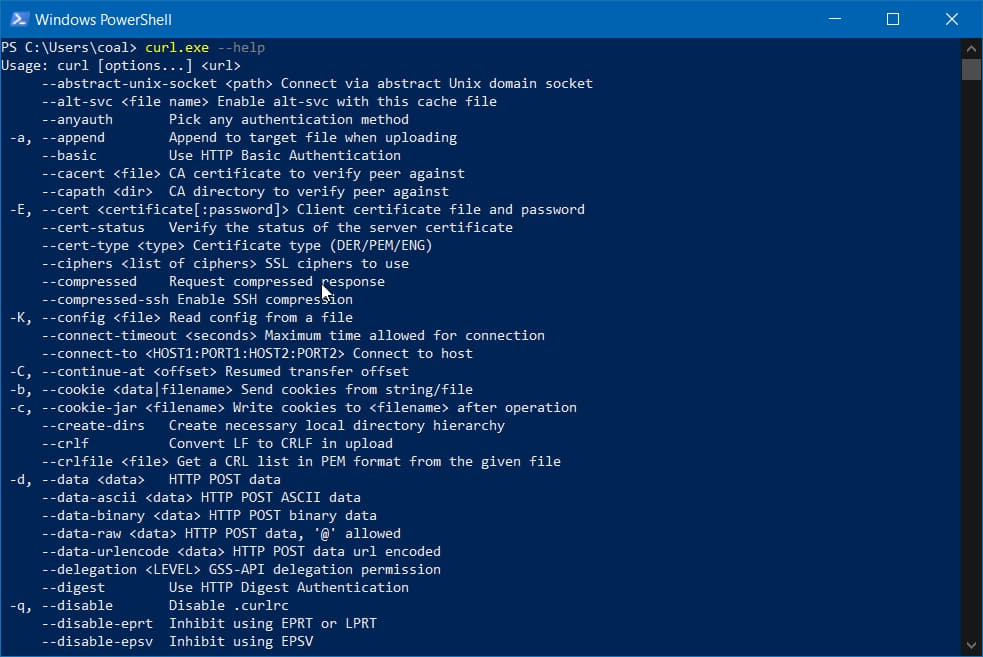 Windows PowerShell
PS C:\Users\coal> curl.exe --help
Usage: curl [options...] <url>
     --abstract-unix-socket <path> Connect via abstract Unix domain socket
     --alt-svc <file name> Enable alt-svc with this cache file
     --anyauth       Pick any authentication method
 -a, --append        Append to target file when uploading
     --basic         Use HTTP Basic Authentication
     --cacert <file> CA certificate to verify peer against
     --capath <dir>  CA directory to verify peer against
 -E, --cert <certificate[:password]> Client certificate file and password
     --cert-status   Verify the status of the server certificate
     --cert-type <type> Certificate type (DER/PEM/ENG)
     --ciphers <list of ciphers> SSL ciphers to use
     --compressed    Request compressed response
     --compressed-ssh Enable SSH compression
 -K, --config <file> Read config from a file
     --connect-timeout <seconds> Maximum time allowed for connection
     --connect-to <HOST1:PORT1:HOST2:PORT2> Connect to host
 -C, --continue-at <offset> Resumed transfer offset
 -b, --cookie <data|filename> Send cookies from string/file
 -c, --cookie-jar <filename> Write cookies to <filename> after operation
     --create-dirs   Create necessary local directory hierarchy
     --crlf          Convert LF to CRLF in upload
     --crlfile <file> Get a CRL list in PEM format from the given file
 -d, --data <data>   HTTP POST data
     --data-ascii <data> HTTP POST ASCII data
     --data-binary <data> HTTP POST binary data
     --data-raw <data> HTTP POST data, '@' allowed
     --data-urlencode <data> HTTP POST data url encoded
     --delegation <LEVEL> GSS-API delegation permission
     --digest        Use HTTP Digest Authentication
 -q, --disable       Disable .curlrc
     --disable-eprt  Inhibit using EPRT or LPRT
     --disable-epsv  Inhibit using EPSV